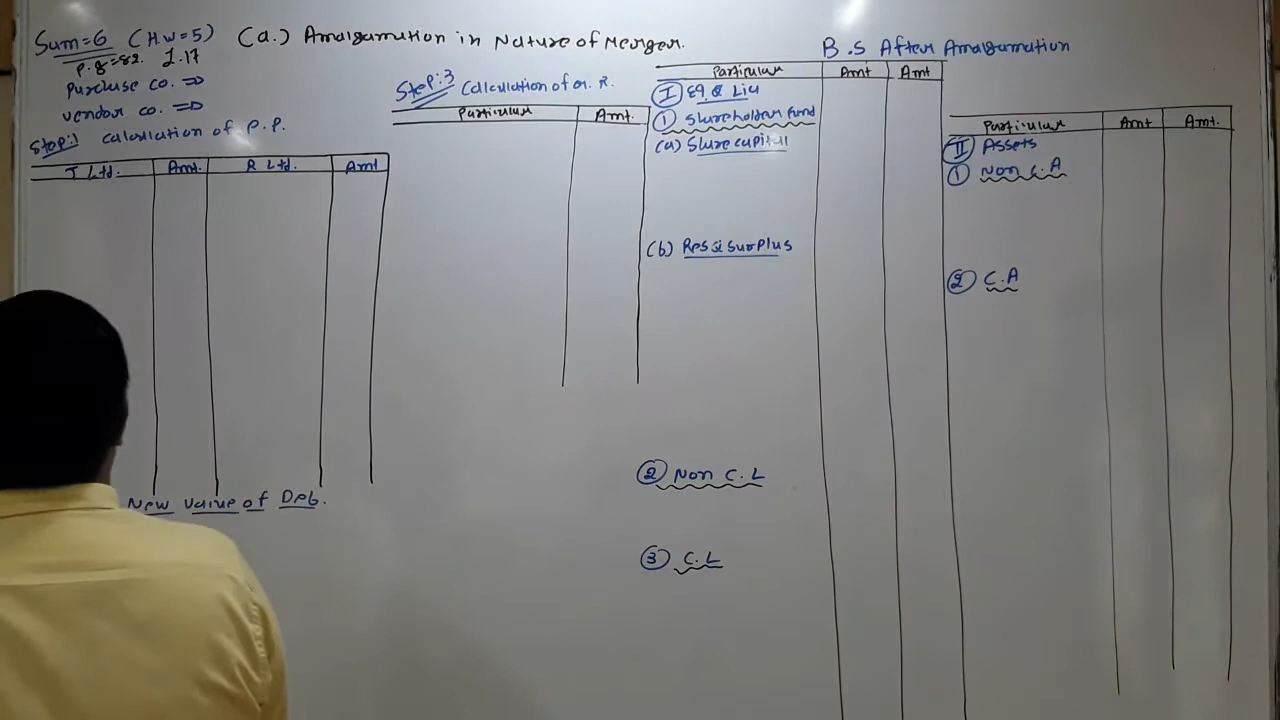 Sum=6 (H.W=5) (a.) Amalgamation in Nature of Merger.
P.g=82. I.17
Purchase co. ⇒
vendor co. ⇒
Step:1 calculation of P.P.
J Ltd. Amt. R Ltd. Amt
New value of Deb.
Step:3 Calculation of G. R.
Particular Amt.
B.S After Amalgamation
Particular Amt Amt
I Eq & Lia
1 Shareholder Fund
(a) Share capital
(b) Res & Surplus
2 Non C.L
3 C.L
Particular Amt Amt.
II Assets
1 Non C.A
2 C.A